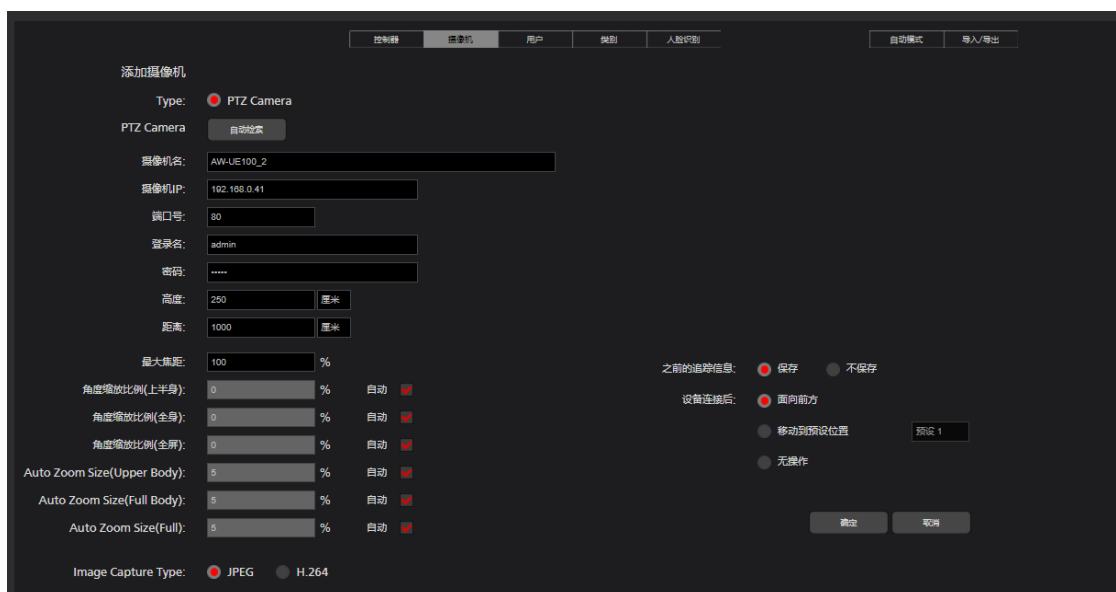 控制器 摄像机 用户 类别 人脸识别 自动模式 导入/导出
添加摄像机
Type: PTZ Camera
PTZ Camera 自动检索
摄像机名: AW-UE100_2
摄像机IP: 192.168.0.41
端口号: 80
登录名: admin
密码: •••••
高度: 250 厘米
距离: 1000 厘米
最大焦距: 100 %
之前的追踪信息: 保存 不保存
角度缩放比例(上半身): 0 % 自动
设备连接后: 面向前方
角度缩放比例(全身): 0 % 自动
移动到预设位置 预设 1
角度缩放比例(全屏): 0 % 自动
无操作
Auto Zoom Size(Upper Body): 5 % 自动
Auto Zoom Size(Full Body): 5 % 自动
Auto Zoom Size(Full): 5 % 自动
确定 取消
Image Capture Type: JPEG H.264